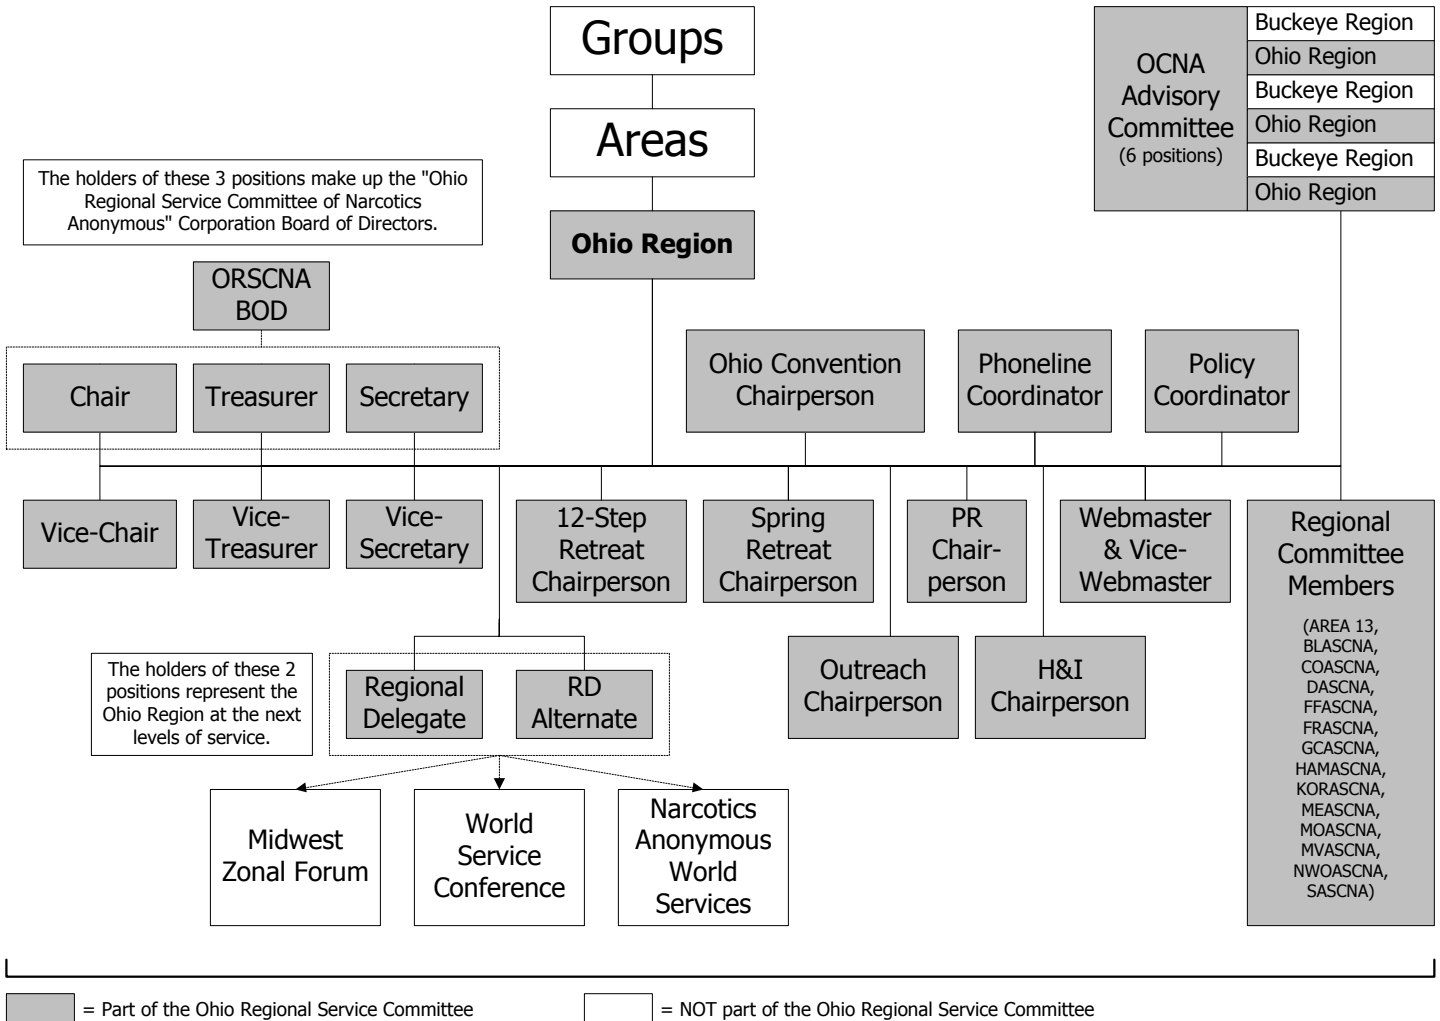 Groups
Areas
Ohio Region
OCNA
Advisory
Committee
(6 positions)
Buckeye Region
Ohio Region
Buckeye Region
Ohio Region
Buckeye Region
Ohio Region
The holders of these 3 positions make up the "Ohio
Regional Service Committee of Narcotics
Anonymous" Corporation Board of Directors.
ORSCNA
BOD
Chair
Treasurer
Secretary
Ohio Convention
Chairperson
Phoneline
Coordinator
Policy
Coordinator
Vice-Chair
Vice-
Treasurer
Vice-
Secretary
12-Step
Retreat
Chairperson
Spring
Retreat
Chairperson
PR
Chair-
person
Webmaster
& Vice-
Webmaster
Regional
Committee
Members
(AREA 13,
BLASCNA,
COASCNA,
DASCNA,
FFASCNA,
FRASCNA,
GCASCNA,
HAMASCNA,
KORASCNA,
MEASCNA,
MOASCNA,
MVASCNA,
NWOASCNA,
SASCNA)
The holders of these 2
positions represent the
Ohio Region at the next
levels of service.
Regional
Delegate
RD
Alternate
Outreach
Chairperson
H&I
Chairperson
Midwest
Zonal Forum
World
Service
Conference
Narcotics
Anonymous
World
Services
= Part of the Ohio Regional Service Committee
= NOT part of the Ohio Regional Service Committee